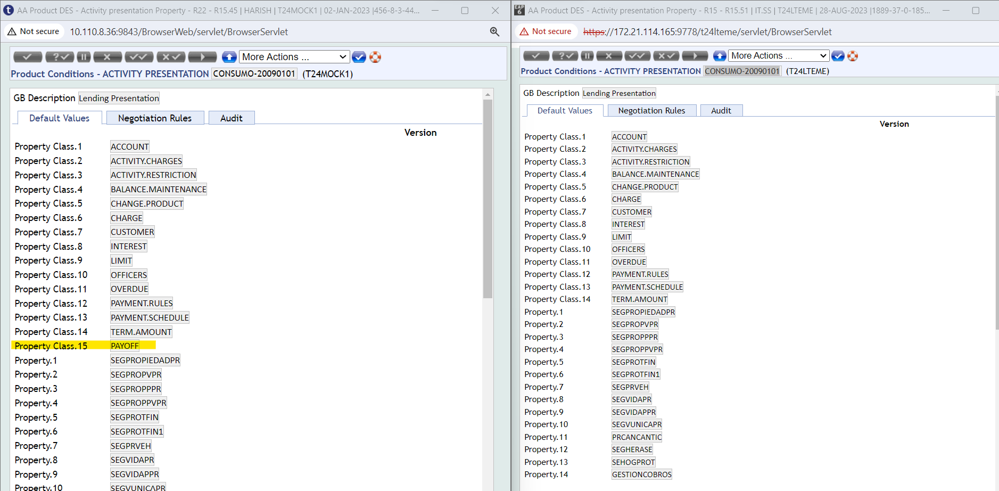 AA Product DES - Activity presentation Property - R22 - R15.45 | HARISH | T24MOCK1 | 02-JAN-2023 |456-8-3-44...
Not secure 10.110.8.36:9843/BrowserWeb/servlet/BrowserServlet
More Actions ...
Product Conditions - ACTIVITY PRESENTATION CONSUMO-20090101 (T24MOCK1)
GB Description Lending Presentation
Default Values Negotiation Rules Audit
Version
Property Class.1 ACCOUNT
Property Class.2 ACTIVITY.CHARGES
Property Class.3 ACTIVITY.RESTRICTION
Property Class.4 BALANCE.MAINTENANCE
Property Class.5 CHANGE.PRODUCT
Property Class.6 CHARGE
Property Class.7 CUSTOMER
Property Class.8 INTEREST
Property Class.9 LIMIT
Property Class.10 OFFICERS
Property Class.11 OVERDUE
Property Class.12 PAYMENT.RULES
Property Class.13 PAYMENT.SCHEDULE
Property Class.14 TERM.AMOUNT
Property Class.15 PAYOFF
Property.1 SEGPROPIEDADPR
Property.2 SEGPROPVPR
Property.3 SEGPROPPPR
Property.4 SEGPROPPVPR
Property.5 SEGPROTFIN
Property.6 SEGPROTFIN1
Property.7 SEGPRVEH
Property.8 SEGVIDAPR
Property.9 SEGVIDAPPR
Property.10 SEGVUNICAPR
EAP 6 AA Product DES - Activity presentation Property - R15 - R15.51 | IT.SS | T24LTEME | 28-AUG-2023 |1889-37-0-185...
Not secure https://172.21.114.165:9778/t24lteme/servlet/BrowserServlet
More Actions ...
Product Conditions - ACTIVITY PRESENTATION CONSUMO-20090101 (T24LTEME)
GB Description Lending Presentation
Default Values Negotiation Rules Audit
Version
Property Class.1 ACCOUNT
Property Class.2 ACTIVITY.CHARGES
Property Class.3 ACTIVITY.RESTRICTION
Property Class.4 BALANCE.MAINTENANCE
Property Class.5 CHANGE.PRODUCT
Property Class.6 CHARGE
Property Class.7 CUSTOMER
Property Class.8 INTEREST
Property Class.9 LIMIT
Property Class.10 OFFICERS
Property Class.11 OVERDUE
Property Class.12 PAYMENT.RULES
Property Class.13 PAYMENT.SCHEDULE
Property Class.14 TERM.AMOUNT
Property.1 SEGPROPIEDADPR
Property.2 SEGPROPVPR
Property.3 SEGPROPPPR
Property.4 SEGPROPPVPR
Property.5 SEGPROTFIN
Property.6 SEGPROTFIN1
Property.7 SEGPRVEH
Property.8 SEGVIDAPR
Property.9 SEGVIDAPPR
Property.10 SEGVUNICAPR
Property.11 PRCANCANTIC
Property.12 SEGHERASE
Property.13 SEHOGPROT
Property.14 GESTIONCOBROS